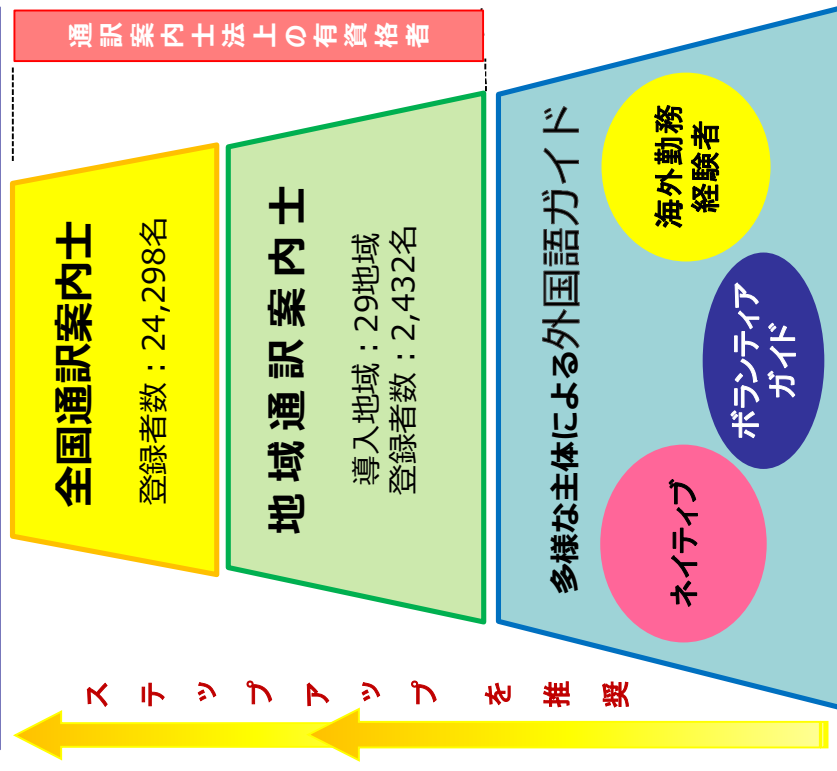 通訳案内士法上の有資格者
全国通訳案内士
登録者数：24,298名
地域通訳案内士
導入地域：29地域
登録者数：2,432名
多様な主体による外国語ガイド
海外勤務
経験者
ボランティア
ガイド
ネイティブ
ステップアップを推奨